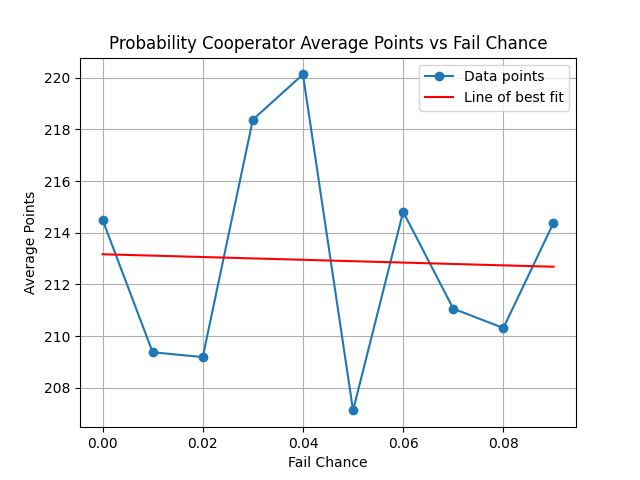 Probability Cooperator Average Points vs Fail Chance
Data points
Line of best fit
220
218
216
214
212
210
208
Average Points
0.00 0.02 0.04 0.06 0.08
Fail Chance